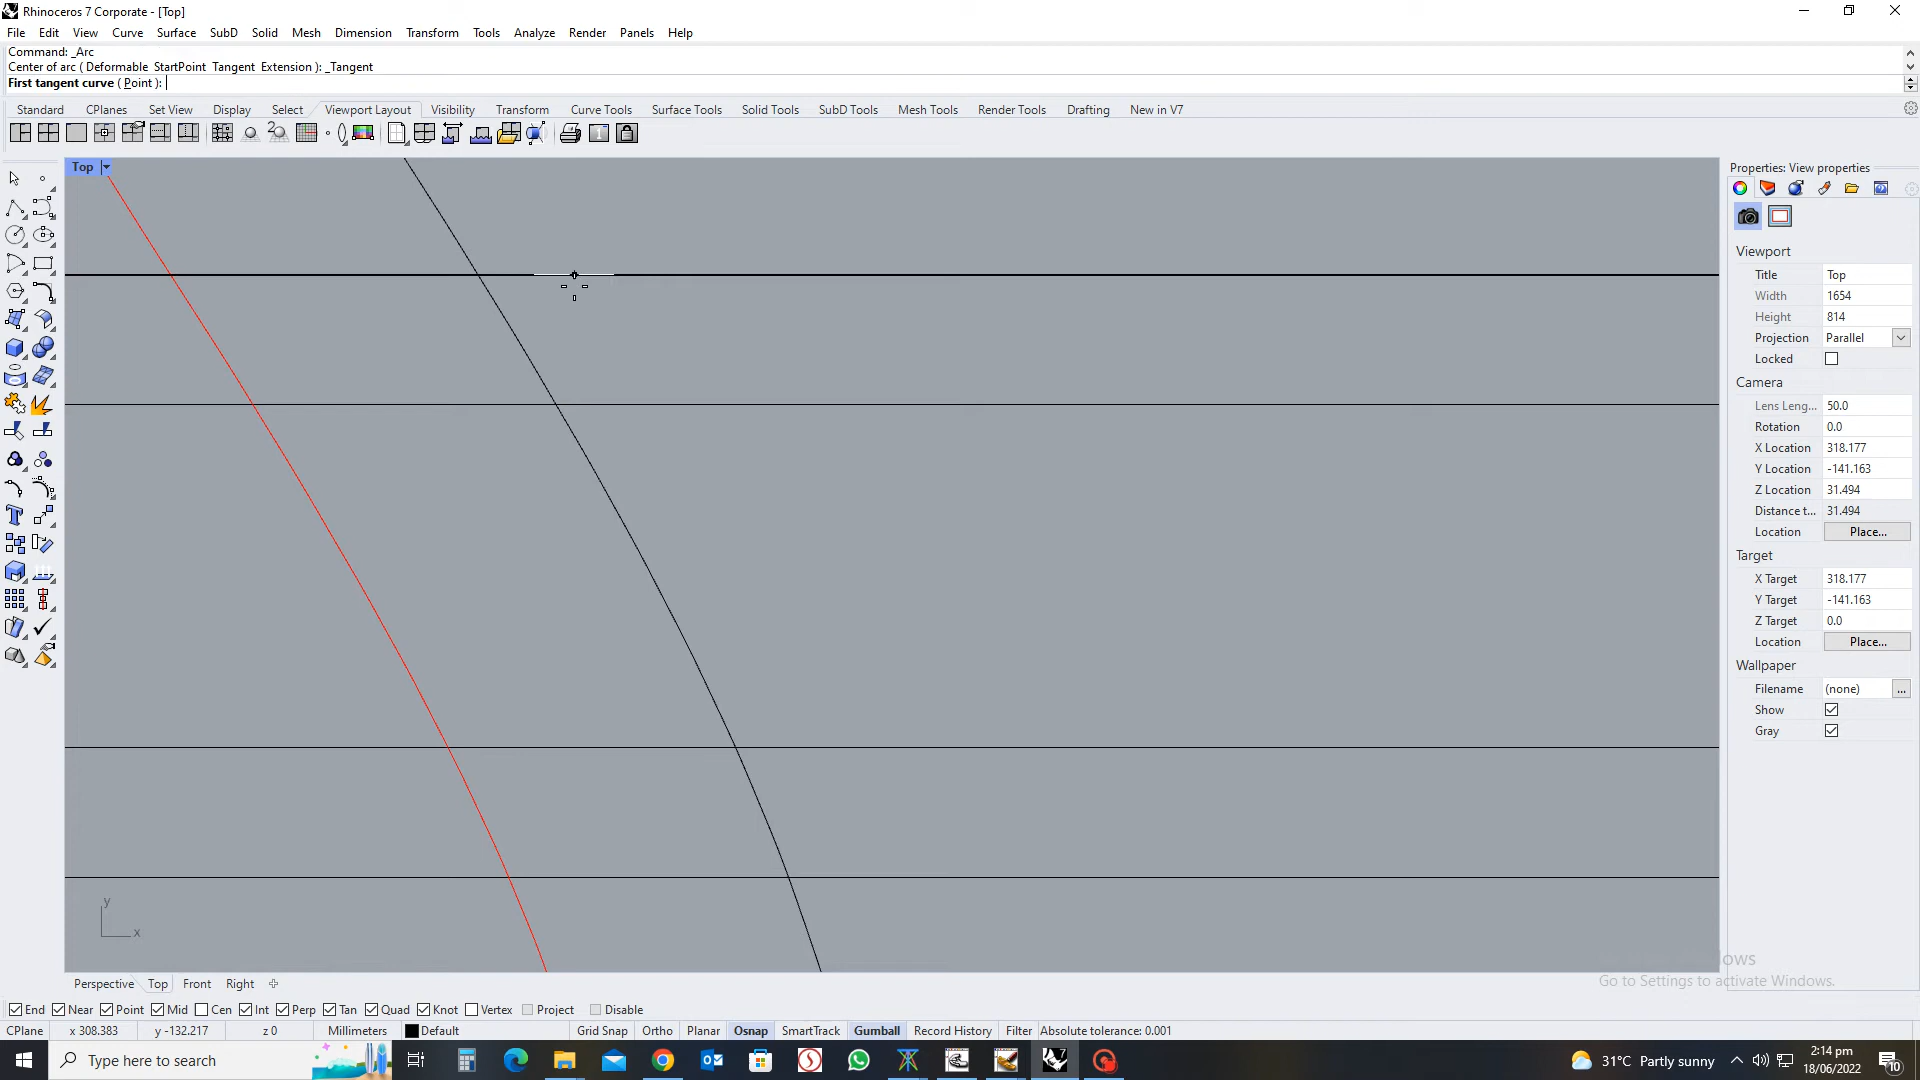 Rhinoceros 7 Corporate - [Top]
File Edit View Curve Surface SubD Solid Mesh Dimension Transform Tools Analyze Render Panels Help
Command: _Arc
Center of arc ( Deformable StartPoint Tangent Extension ): _Tangent
First tangent curve ( Point ):
Standard CPlanes Set View Display Select Viewport Layout Visibility Transform Curve Tools Surface Tools Solid Tools SubD Tools Mesh Tools Render Tools Drafting New in V7
Top
Properties: View properties
Viewport
Title Top
Width 1654
Height 814
Projection Parallel
Locked
Camera
Lens Leng... 50.0
Rotation 0.0
X Location 318.177
Y Location -141.163
Z Location 31.494
Distance t... 31.494
Location Place...
Target
X Target 318.177
Y Target -141.163
Z Target 0.0
Location Place...
Wallpaper
Filename (none) ...
Show
Gray
y
x
Go to Settings to activate Windows.
Perspective Top Front Right
End Near Point Mid Cen Int Perp Tan Quad Knot Vertex Project Disable
CPlane x 308.383 y -132.217 z 0 Millimeters Default Grid Snap Ortho Planar Osnap SmartTrack Gumball Record History Filter Absolute tolerance: 0.001
Type here to search
31°C Partly sunny
2:14 pm
18/06/2022
10